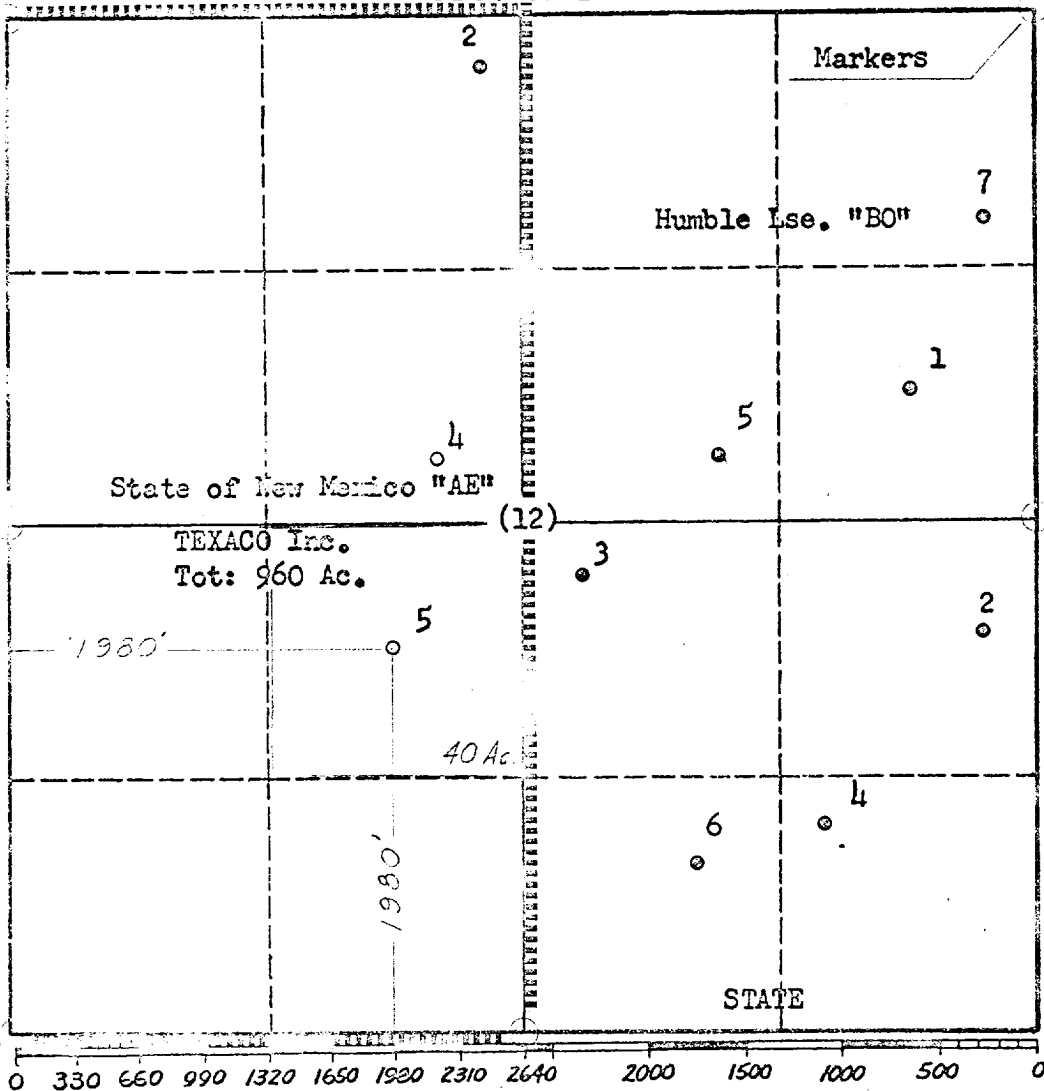 2
Markers
7
Humble Lse. "BO"
1
5
4
State of New Mexico "AE"
(12)
TEXACO Inc.
3
Tot: 960 Ac.
2
5
1980'
40 Ac.
4
6
1980'
STATE
0 330 660 990 1320 1650 1980 2310 2640 2000 1500 1000 500 0